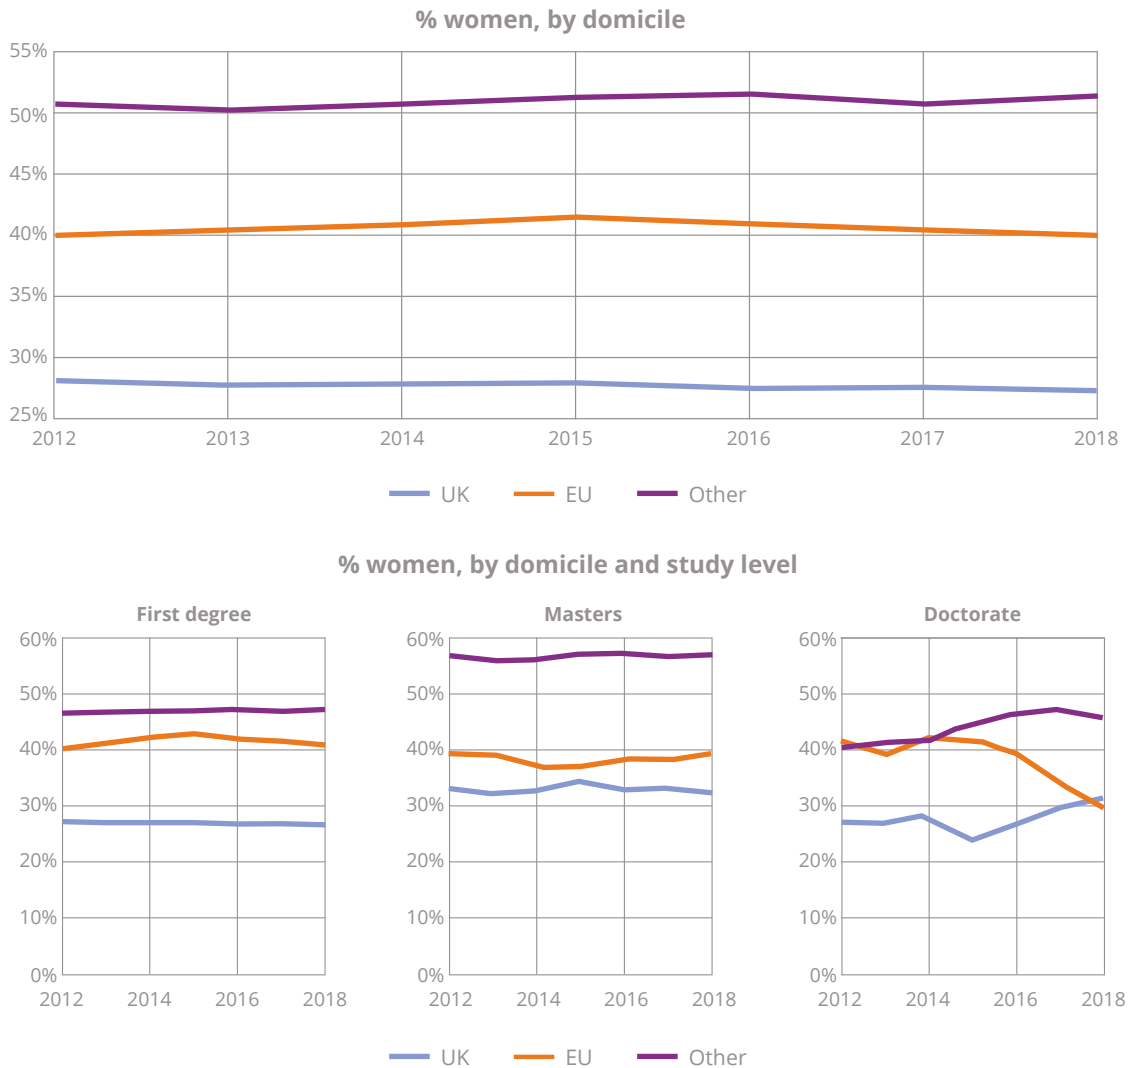 % women, by domicile
55%
50%
45%
40%
35%
30%
25%
2012 2013 2014 2015 2016 2017 2018
UK EU Other
% women, by domicile and study level
First degree Masters Doctorate
60% 60% 60%
50% 50% 50%
40% 40% 40%
30% 30% 30%
20% 20% 20%
10% 10% 10%
0% 0% 0%
2012 2014 2016 2018 2012 2014 2016 2018 2012 2014 2016 2018
UK EU Other